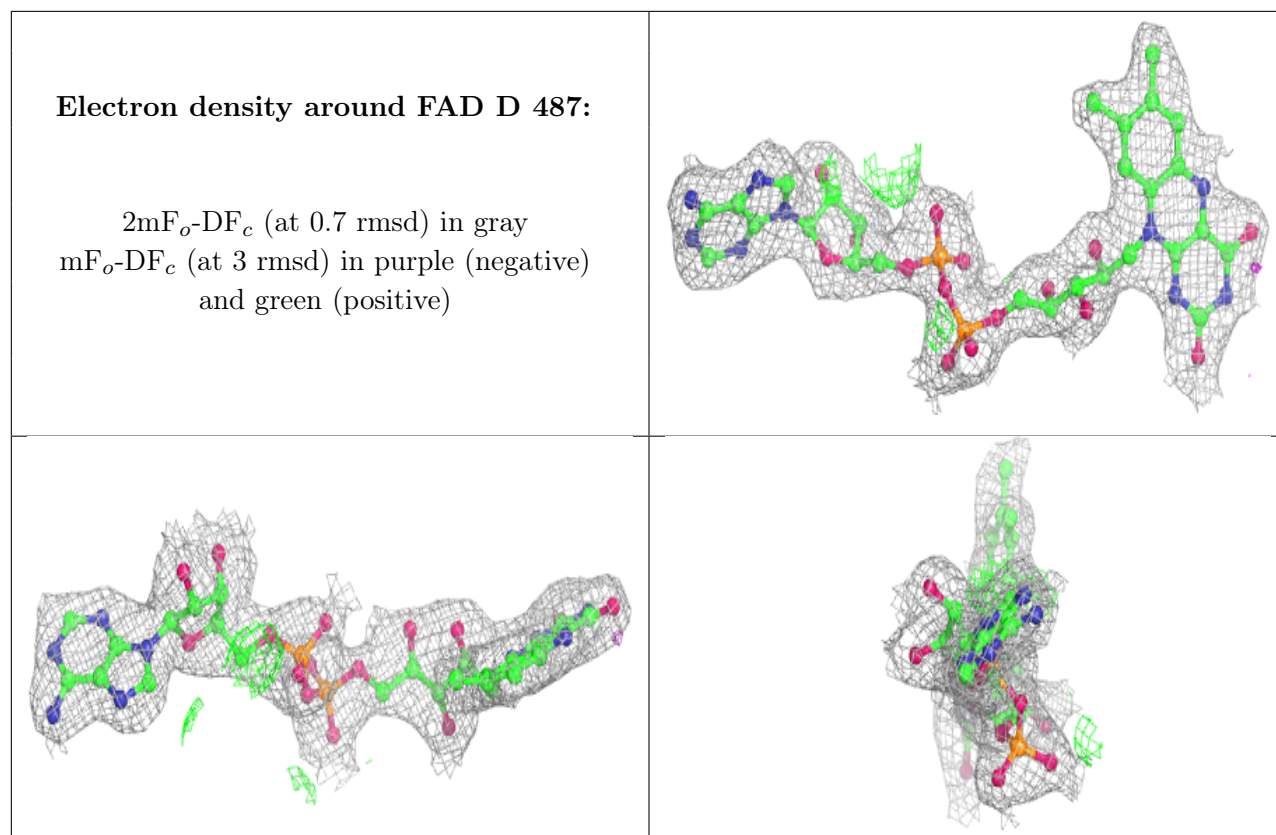 Electron density around FAD D 487:
2mFₒ-DF𝒸 (at 0.7 rmsd) in gray
mFₒ-DF𝒸 (at 3 rmsd) in purple (negative)
and green (positive)